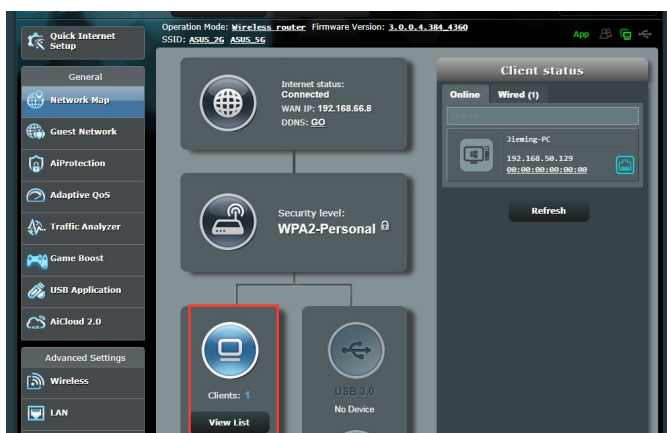 Operation Mode: Wireless router Firmware Version: 3.0.0.4.384_4360
SSID: ASUS_2G ASUS_5G
App
Quick Internet
Setup
General
Network Map
Guest Network
AiProtection
Adaptive QoS
Traffic Analyzer
Game Boost
USB Application
AiCloud 2.0
Advanced Settings
Wireless
LAN
Internet status:
Connected
WAN IP: 192.168.66.8
DDNS: GO
Security level:
WPA2-Personal
Clients: 1
View List
USB 3.0
No Device
Client status
Online Wired (1)
Jieming-PC
192.168.50.129
00:00:00:00:00:00
Refresh